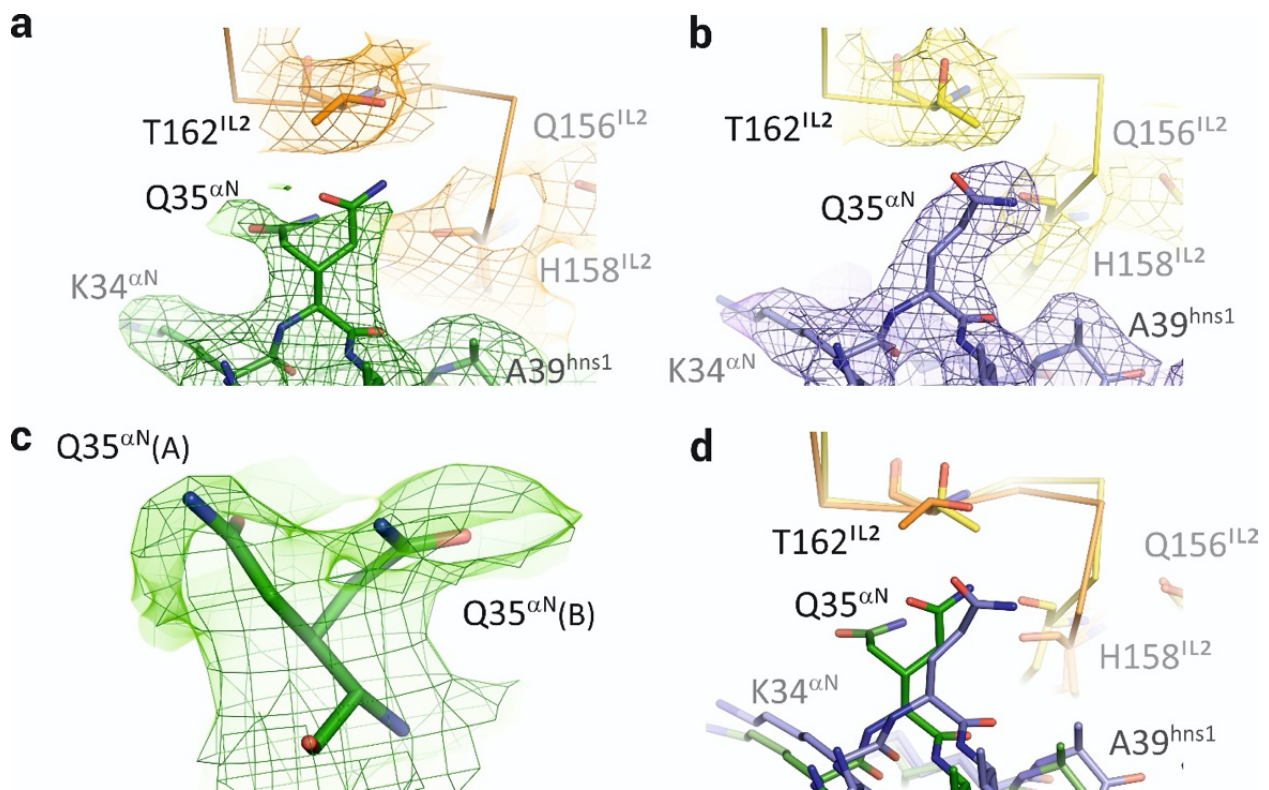 a
T162IL2
Q156IL2
Q35αN
H158IL2
K34αN
A39hns1
b
T162IL2
Q156IL2
Q35αN
H158IL2
A39hns1
K34αN
c
Q35αN(A)
Q35αN(B)
d
T162IL2
Q156IL2
Q35αN
H158IL2
K34αN
A39hns1